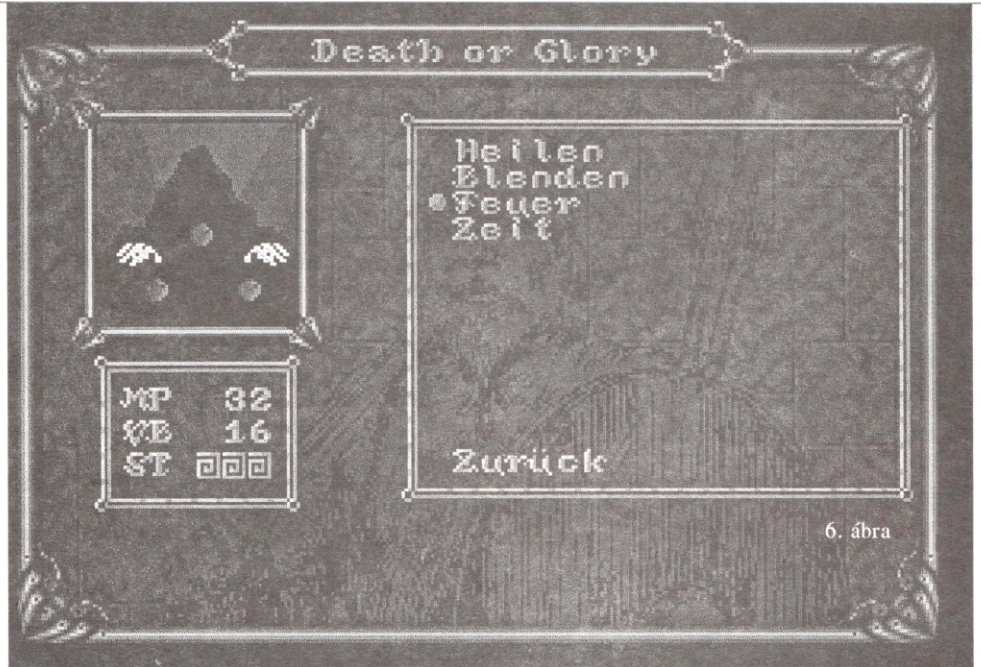 Death or Glory
Heilen
Blenden
Feuer
Zeit
MP 32
VB 16
ST
Zurück
6. ábra